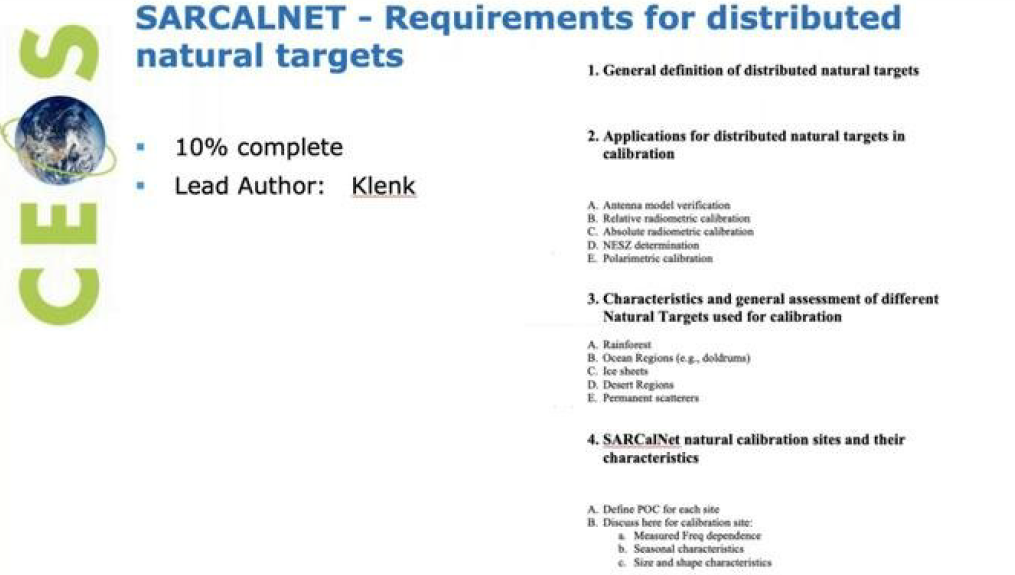 SARCALNET - Requirements for distributed
natural targets
CEOS
10% complete
Lead Author: Klenk
1. General definition of distributed natural targets
2. Applications for distributed natural targets in
calibration
A. Antenna model verification
B. Relative radiometric calibration
C. Absolute radiometric calibration
D. NESZ determination
E. Polarimetric calibration
3. Characteristics and general assessment of different
Natural Targets used for calibration
A. Rainforest
B. Ocean Regions (e.g., doldrums)
C. Ice sheets
D. Desert Regions
E. Permanent scatterers
4. SARCalNet natural calibration sites and their
characteristics
A. Define POC for each site
B. Discuss here for calibration site:
a. Measured Freq dependence
b. Seasonal characteristics
c. Size and shape characteristics